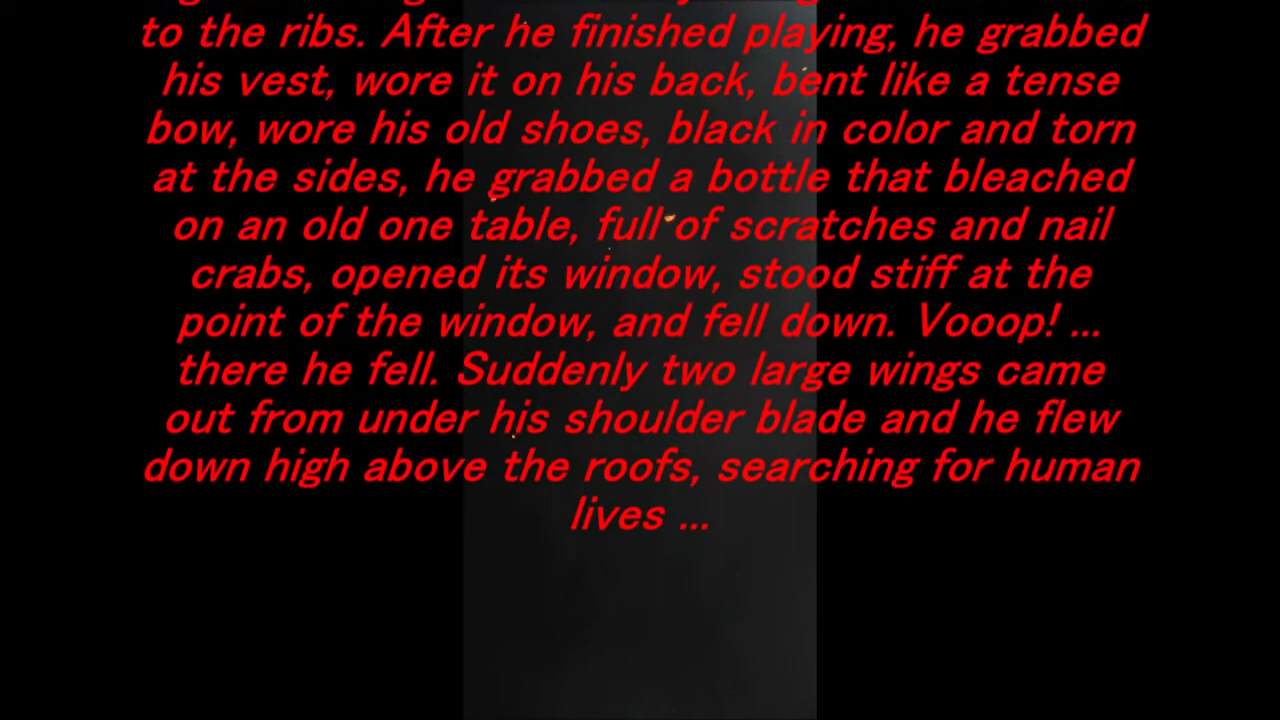 to the ribs. After he finished playing, he grabbed
his vest, wore it on his back, bent like a tense
bow, wore his old shoes, black in color and torn
at the sides, he grabbed a bottle that bleached
on an old one table, full of scratches and nail
crabs, opened its window, stood stiff at the
point of the window, and fell down. Vooop! ...
there he fell. Suddenly two large wings came
out from under his shoulder blade and he flew
down high above the roofs, searching for human
lives ...